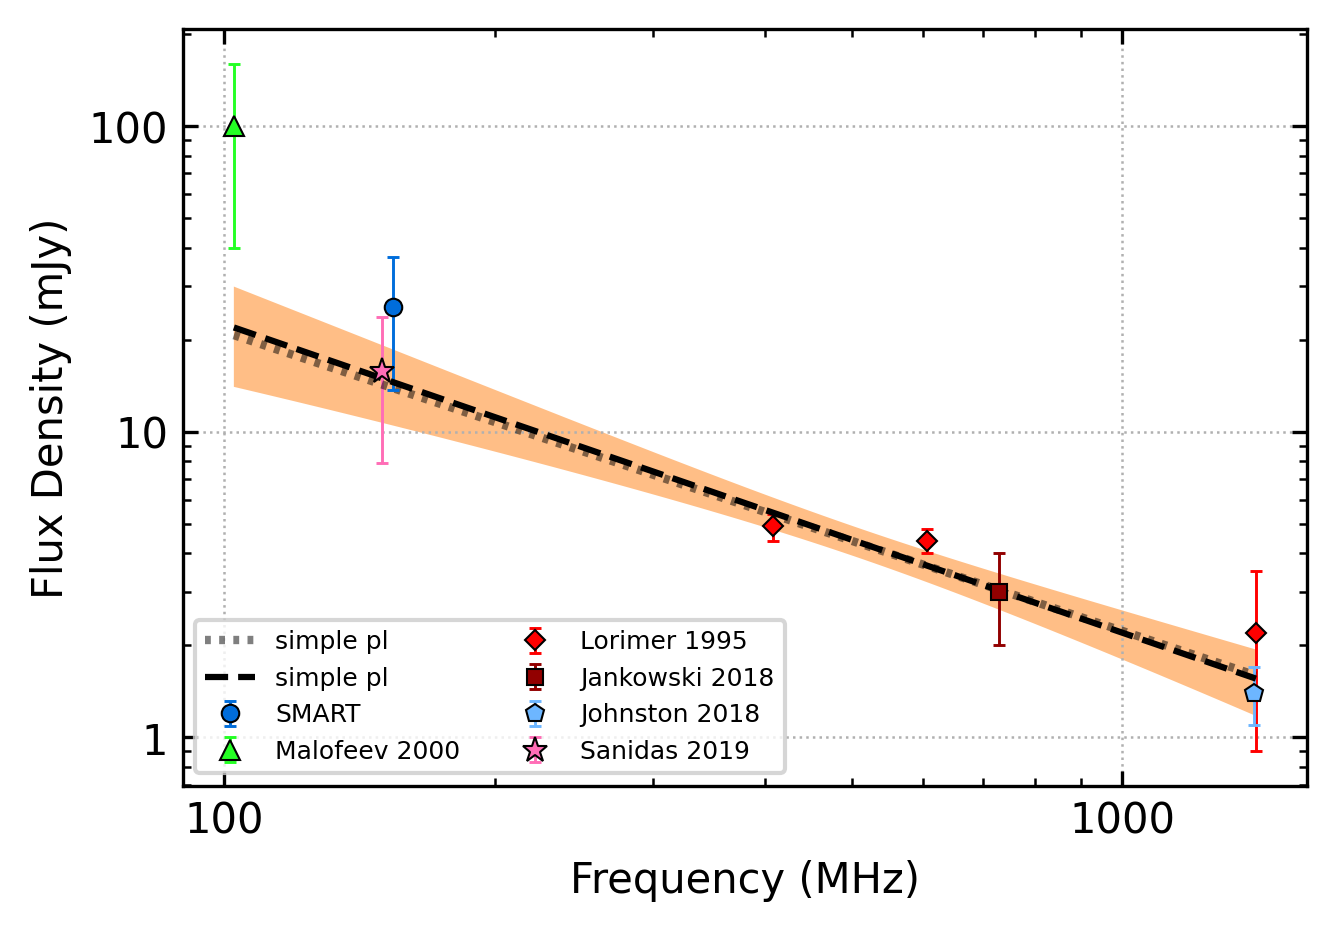 100
10
1
Flux Density (mJy)
simple pl
simple pl
SMART
Malofeev 2000
Lorimer 1995
Jankowski 2018
Johnston 2018
Sanidas 2019
100
1000
Frequency (MHz)